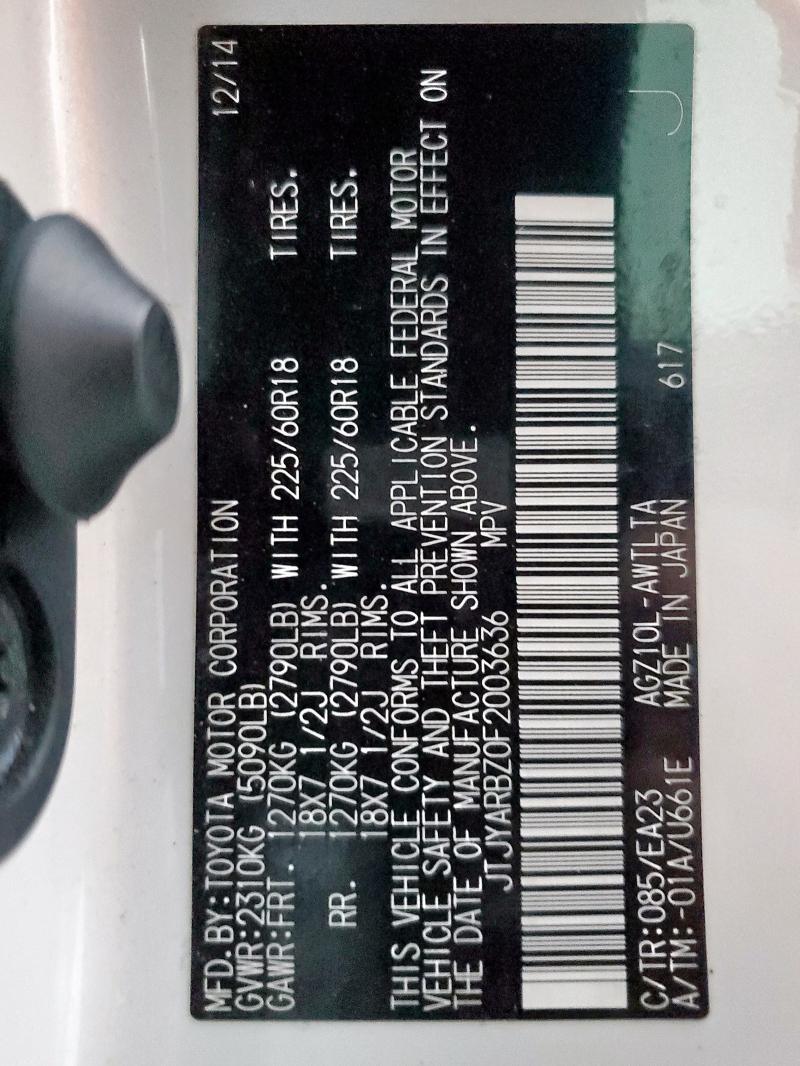 MFD. BY: TOYOTA MOTOR CORPORATION 12/14
GVWR: 2310KG (5090LB)
GAWR: FRT. 1270KG (2790LB) WITH 225/60R18 TIRES.
18X7 1/2J RIMS.
RR. 1270KG (2790LB) WITH 225/60R18 TIRES.
18X7 1/2J RIMS.
THIS VEHICLE CONFORMS TO ALL APPLICABLE FEDERAL MOTOR
VEHICLE SAFETY AND THEFT PREVENTION STANDARDS IN EFFECT ON
THE DATE OF MANUFACTURE SHOWN ABOVE.
JTJYARBZ0F2003636 MPV
C/TR: 085/EA23 AGZ10L-AWTLTA 617 J
A/TM: -01A/U661E MADE IN JAPAN